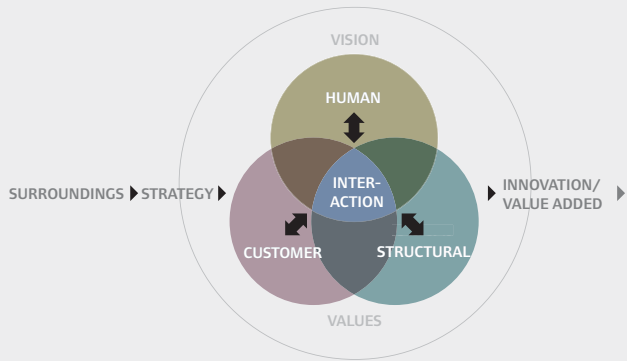 VISION
HUMAN
SURROUNDINGS STRATEGY
INTER-
ACTION
INNOVATION/
VALUE ADDED
CUSTOMER
STRUCTURAL
VALUES